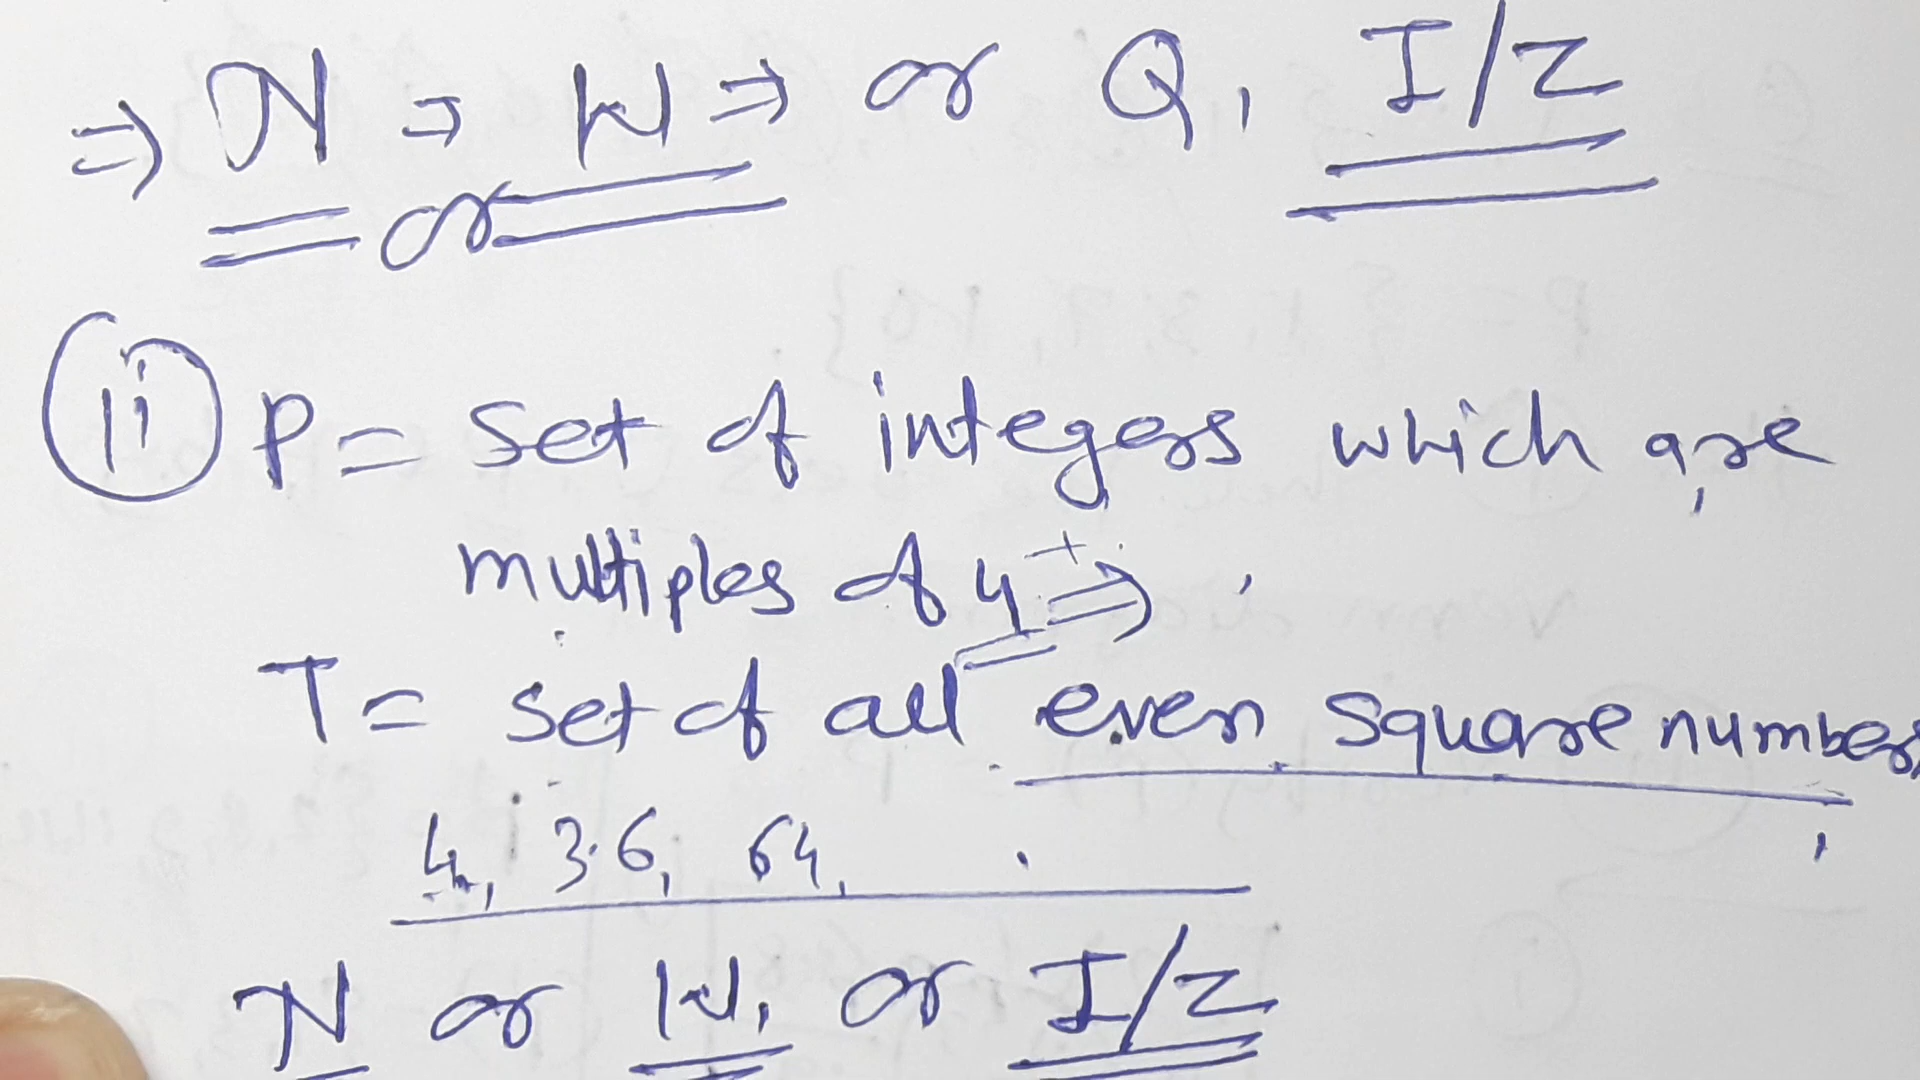 ⇒ N = W ⇒ or Q, I/Z
or
(ii) P = Set of integers which are
multiples of 4 ⇒
T = set of all even square numbers
4, 36, 64,
N or W, or I/Z